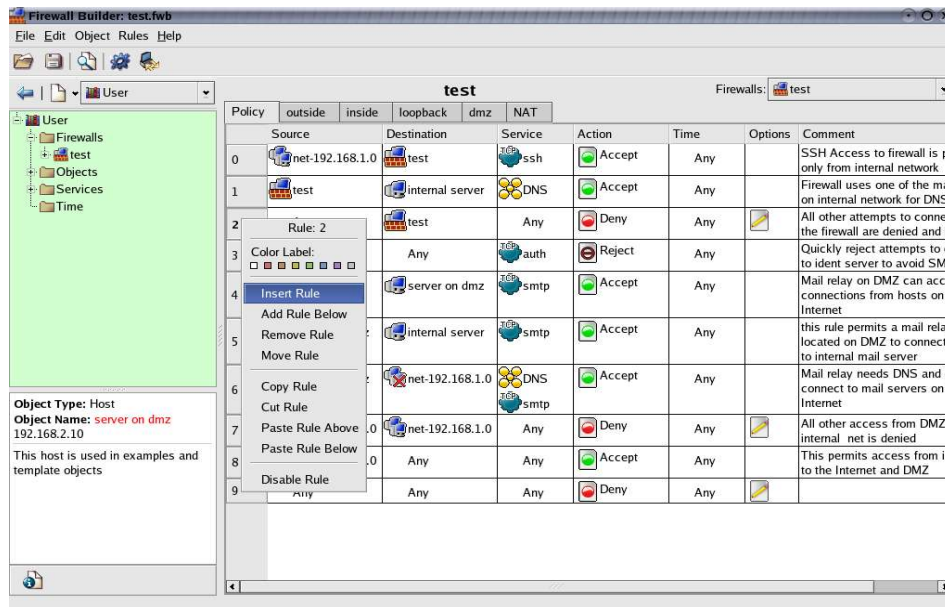 Firewall Builder: test.fwb
File Edit Object Rules Help
User
test
Firewalls: test
Policy outside inside loopback dmz NAT
User
Firewalls
test
Objects
Services
Time
Source Destination Service Action Time Options Comment
0 net-192.168.1.0 test TCP ssh Accept Any SSH Access to firewall is p
only from internal network
1 test internal server DNS Accept Any Firewall uses one of the ma
on internal network for DNS
2 test Any Deny Any All other attempts to conne
the firewall are denied and
3 Any TCP auth Reject Any Quickly reject attempts to
to ident server to avoid SM
4 server on dmz TCP smtp Accept Any Mail relay on DMZ can acc
connections from hosts on
Internet
5 internal server TCP smtp Accept Any this rule permits a mail rela
located on DMZ to connect
to internal mail server
6 net-192.168.1.0 DNS Accept Any Mail relay needs DNS and
TCP smtp connect to mail servers on
Internet
7 .0 net-192.168.1.0 Any Deny Any All other access from DMZ
internal net is denied
8 .0 Any Any Accept Any This permits access from i
to the Internet and DMZ
9 Any Any Any Deny Any
Rule: 2
Color Label:
Insert Rule
Add Rule Below
Remove Rule
Move Rule
Copy Rule
Cut Rule
Paste Rule Above
Paste Rule Below
Disable Rule
Object Type: Host
Object Name: server on dmz
192.168.2.10
This host is used in examples and
template objects